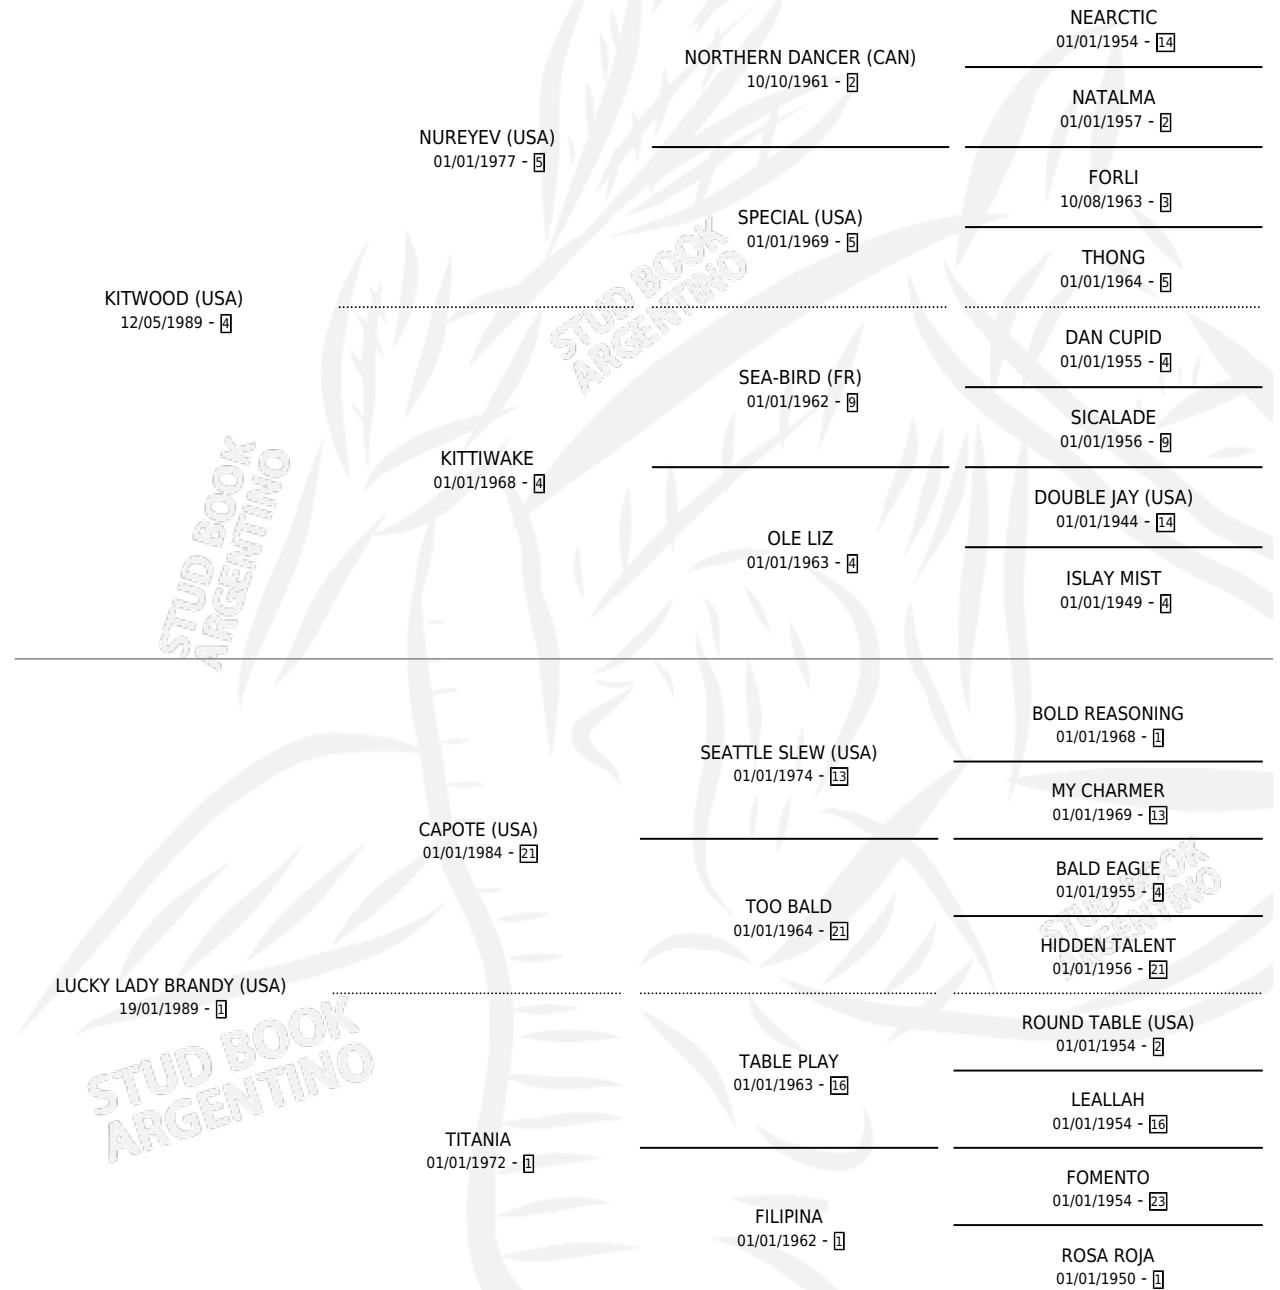 NEARCTIC
01/01/1954 - 14
NORTHERN DANCER (CAN)
10/10/1961 - 2
NATALMA
01/01/1957 - 2
NUREYEV (USA)
01/01/1977 - 5
FORLI
10/08/1963 - 3
SPECIAL (USA)
01/01/1969 - 5
THONG
01/01/1964 - 5
KITWOOD (USA)
12/05/1989 - 4
DAN CUPID
01/01/1955 - 4
SEA-BIRD (FR)
01/01/1962 - 9
SICALADE
01/01/1956 - 9
KITTIWAKE
01/01/1968 - 4
DOUBLE JAY (USA)
01/01/1944 - 14
OLE LIZ
01/01/1963 - 4
ISLAY MIST
01/01/1949 - 4
STUD BOOK
ARGENTINO
STUD BOOK
ARGENTINO
BOLD REASONING
01/01/1968 - 1
SEATTLE SLEW (USA)
01/01/1974 - 13
MY CHARMER
01/01/1969 - 13
CAPOTE (USA)
01/01/1984 - 21
BALD EAGLE
01/01/1955 - 4
TOO BALD
01/01/1964 - 21
HIDDEN TALENT
01/01/1956 - 21
LUCKY LADY BRANDY (USA)
19/01/1989 - 1
ROUND TABLE (USA)
01/01/1954 - 2
TABLE PLAY
01/01/1963 - 16
LEALLAH
01/01/1954 - 16
TITANIA
01/01/1972 - 1
FOMENTO
01/01/1954 - 23
FILIPINA
01/01/1962 - 1
ROSA ROJA
01/01/1950 - 1
STUD BOOK
ARGENTINO
STUD BOOK
ARGENTINO